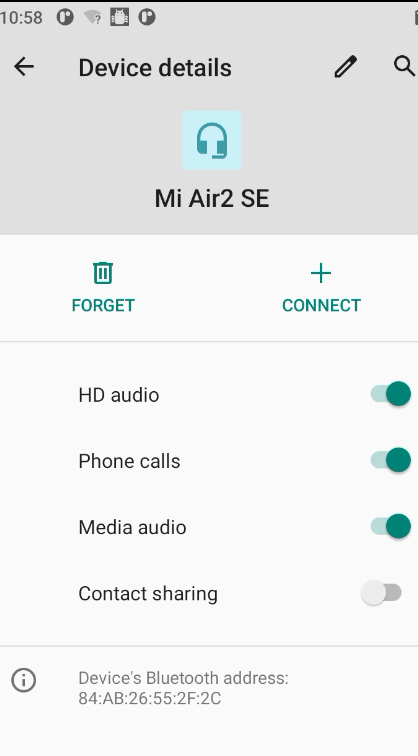 10:58
Device details
Mi Air2 SE
FORGET
CONNECT
HD audio
Phone calls
Media audio
Contact sharing
Device's Bluetooth address:
84:AB:26:55:2F:2C